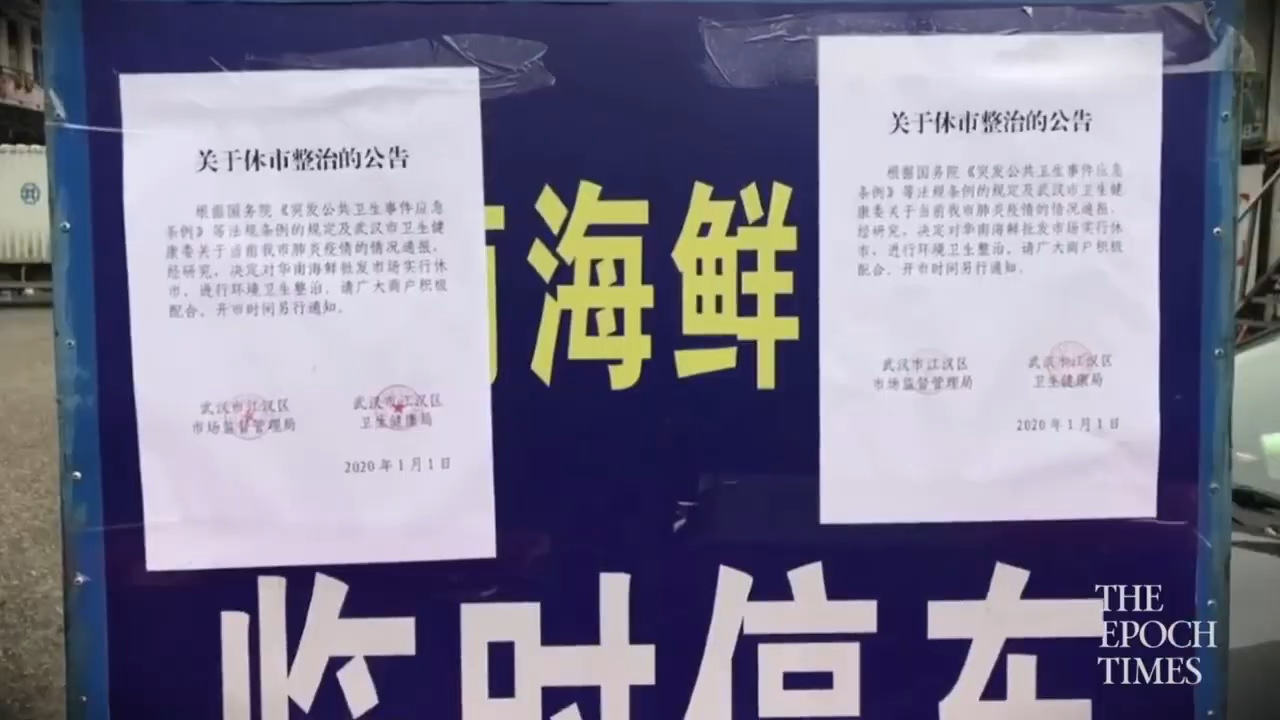 关于休市整治的公告
根据国务院《突发公共卫生事件应急
条例》等法规条例的规定及武汉市卫生健
康委关于当前我市肺炎疫情的情况通报，
经研究，决定对华南海鲜批发市场实行休
市，进行环境卫生整治，请广大商户积极
配合。开市时间另行通知。
武汉市江汉区
市场监督管理局
武汉市江汉区
卫生健康局
2020年1月1日
海鲜
关于休市整治的公告
根据国务院《突发公共卫生事件应急
条例》等法规条例的规定及武汉市卫生健
康委关于当前我市肺炎疫情的情况通报，
经研究，决定对华南海鲜批发市场实行休
市，进行环境卫生整治，请广大商户积极
配合。开市时间另行通知。
武汉市江汉区
市场监督管理局
武汉市江汉区
卫生健康局
2020年1月1日
临时停车
THE
EPOCH
TIMES